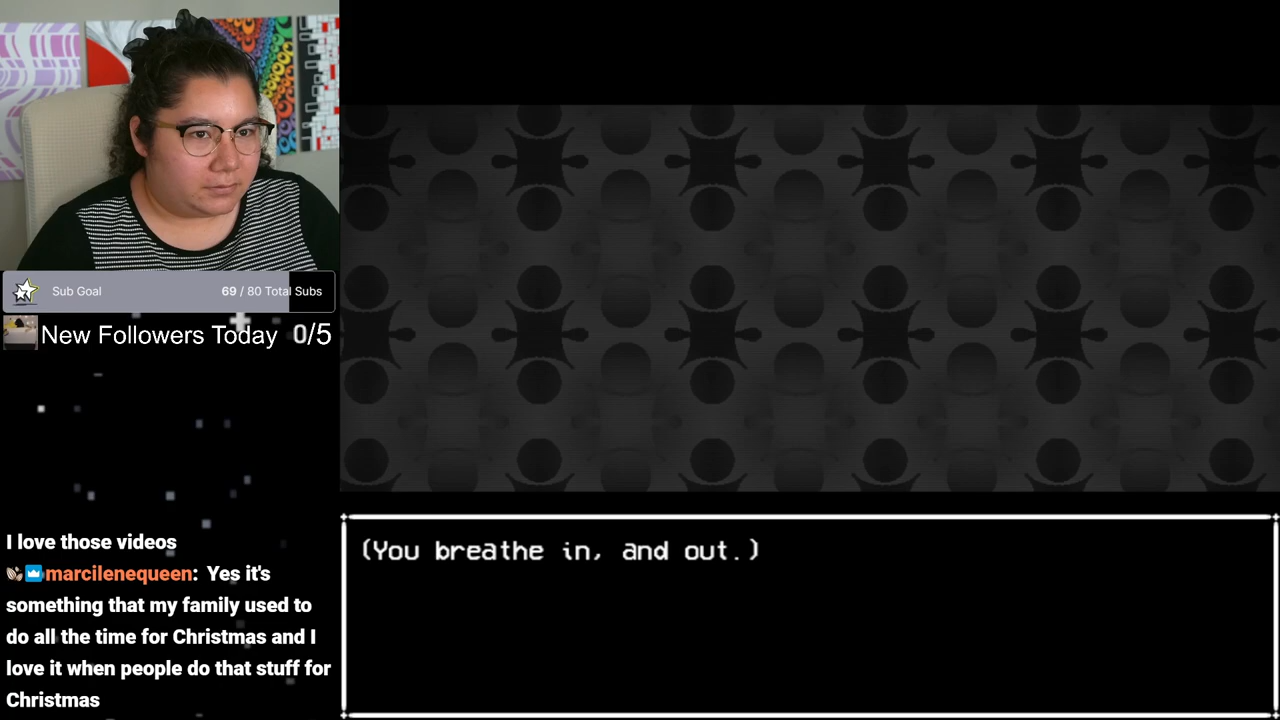 Sub Goal 69 / 80 Total Subs
New Followers Today 0/5
I love those videos
marcilenequeen: Yes it's
something that my family used to
do all the time for Christmas and I
love it when people do that stuff for
Christmas
(You breathe in, and out.)